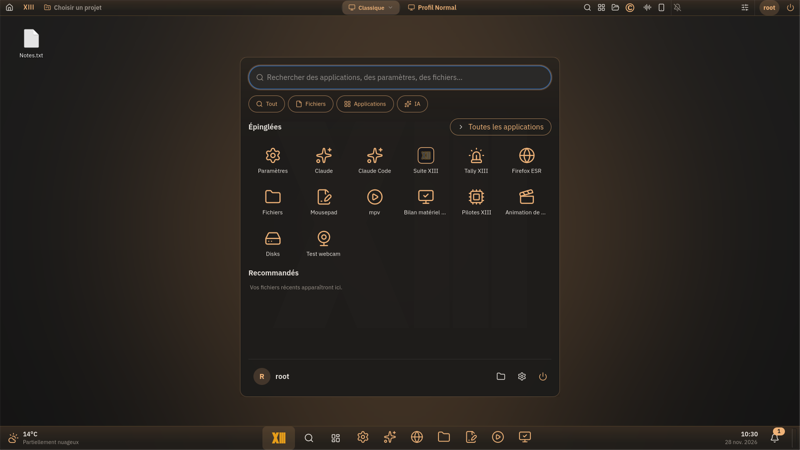 XIII
Choisir un projet
Classique
Profil Normal
root
Notes.txt
Rechercher des applications, des paramètres, des fichiers...
Tout
Fichiers
Applications
IA
Épinglées
Toutes les applications
Paramètres
Claude
Claude Code
Suite XIII
Tally XIII
Firefox ESR
Fichiers
Mousepad
mpv
Bilan matériel ...
Pilotes XIII
Animation de ...
Disks
Test webcam
Recommandés
Vos fichiers récents apparaîtront ici.
R
root
14°C
Partiellement nuageux
XIII
10:30
28 nov. 2026
1